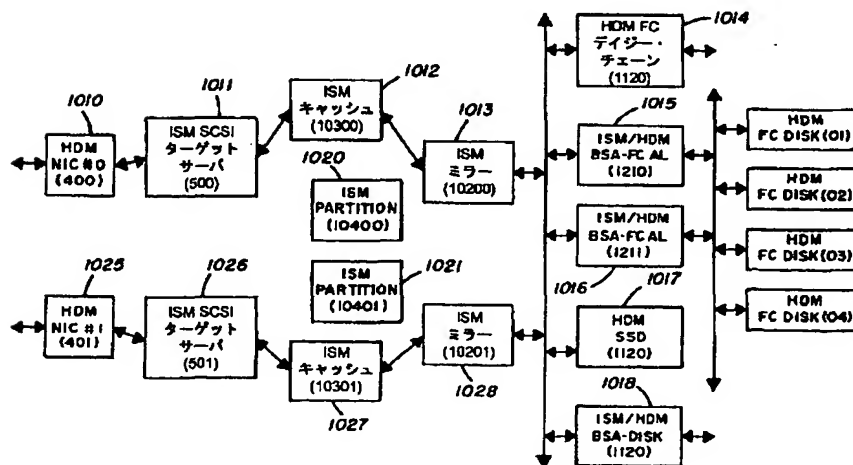 1010
HDM
NIC #0
(400)
1011
ISM SCSI
ターゲット
サーバ
(500)
1012
ISM
キャッシュ
(10300)
1013
ISM
ミラー
(10200)
1020
ISM
PARTITION
(10400)
1021
ISM
PARTITION
(10401)
1025
HDM
NIC #1
(401)
1026
ISM SCSI
ターゲット
サーバ
(501)
ISM
キャッシュ
(10301)
1027
ISM
ミラー
(10201)
1028
1014
HDM FC
デイジー・
チェーン
(1120)
1015
ISM/HDM
BSA-FC AL
(1210)
ISM/HDM
BSA-FC AL
(1211)
1016
1017
HDM
SSD
(1120)
1018
ISM/HDM
BSA-DISK
(1120)
HDM
FC DISK(01)
HDM
FC DISK(02)
HDM
FC DISK(03)
HDM
FC DISK(04)